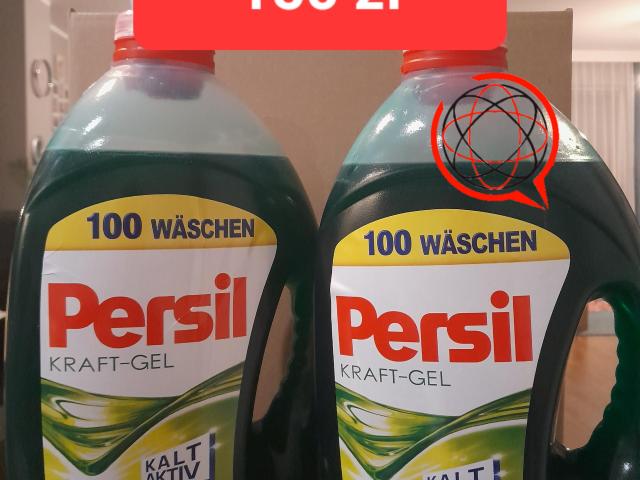 100 WÄSCHEN
Persil
KRAFT-GEL
KALT
AKTIV
100 WÄSCHEN
Persil
KRAFT-GEL
KALT